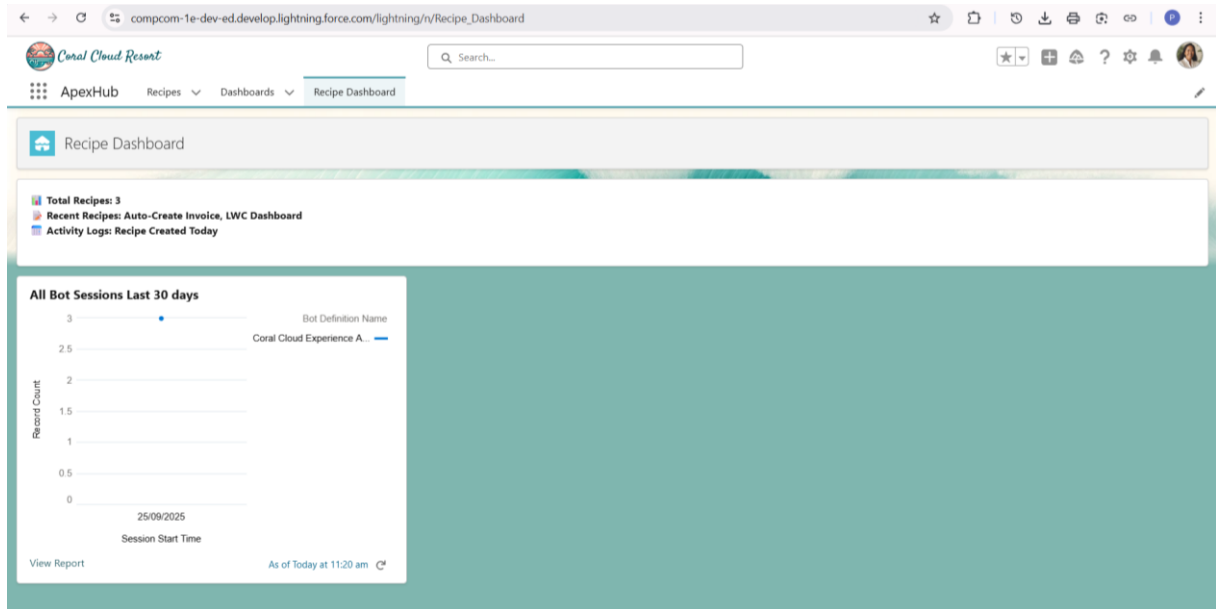 compcom-1e-dev-ed.develop.lightning.force.com/lightning/n/Recipe_Dashboard
P
Coral Cloud Resort
Search...
ApexHub Recipes Dashboards Recipe Dashboard
Recipe Dashboard
Total Recipes: 3
Recent Recipes: Auto-Create Invoice, LWC Dashboard
Activity Logs: Recipe Created Today
All Bot Sessions Last 30 days
Bot Definition Name
Coral Cloud Experience A...
Record Count
3
2.5
2
1.5
1
0.5
0
25/09/2025
Session Start Time
View Report As of Today at 11:20 am